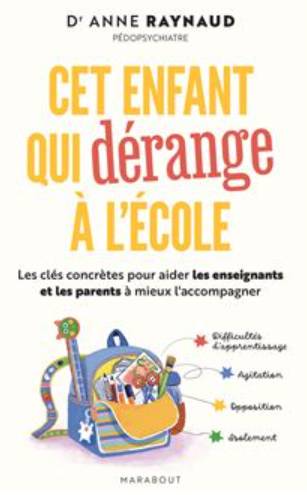 Dr ANNE RAYNAUD
PÉDOPSYCHIATRE
CET ENFANT
QUI dérange
À L'ÉCOLE
Les clés concrètes pour aider les enseignants
et les parents à mieux l'accompagner
Difficultés
d'apprentissage
Agitation
Opposition
Isolement
MARABOUT